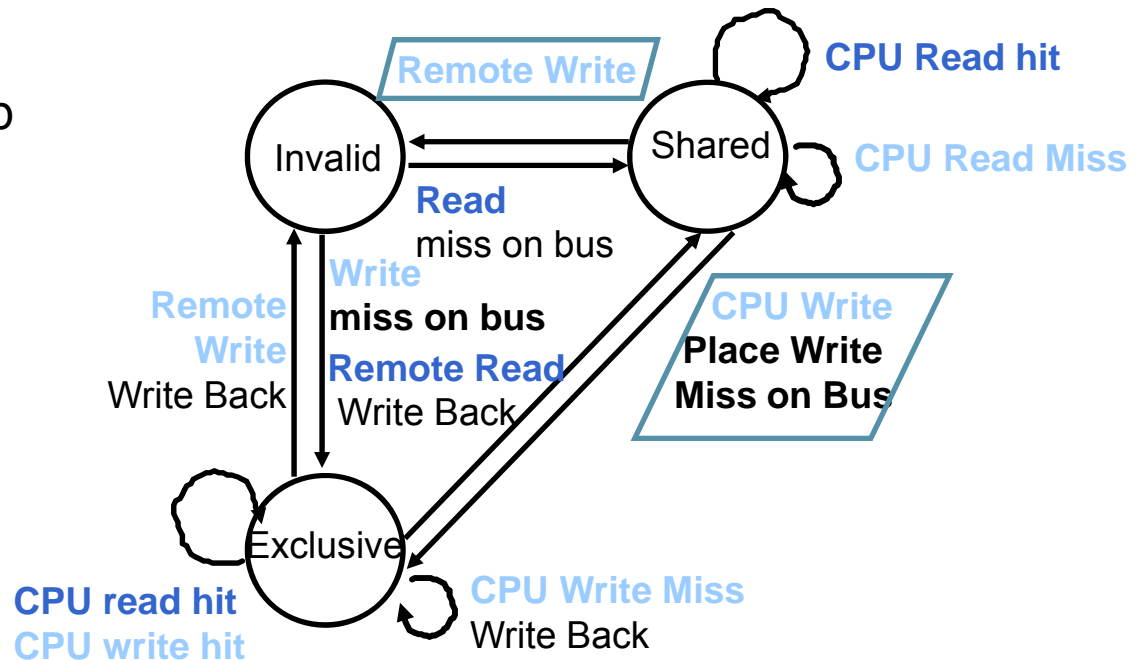 Remote Write
CPU Read hit
Invalid
Shared
CPU Read Miss
Read
miss on bus
Write
miss on bus
Remote
Write
Write Back
Remote Read
Write Back
CPU Write
Place Write
Miss on Bus
Exclusive
CPU read hit
CPU write hit
CPU Write Miss
Write Back